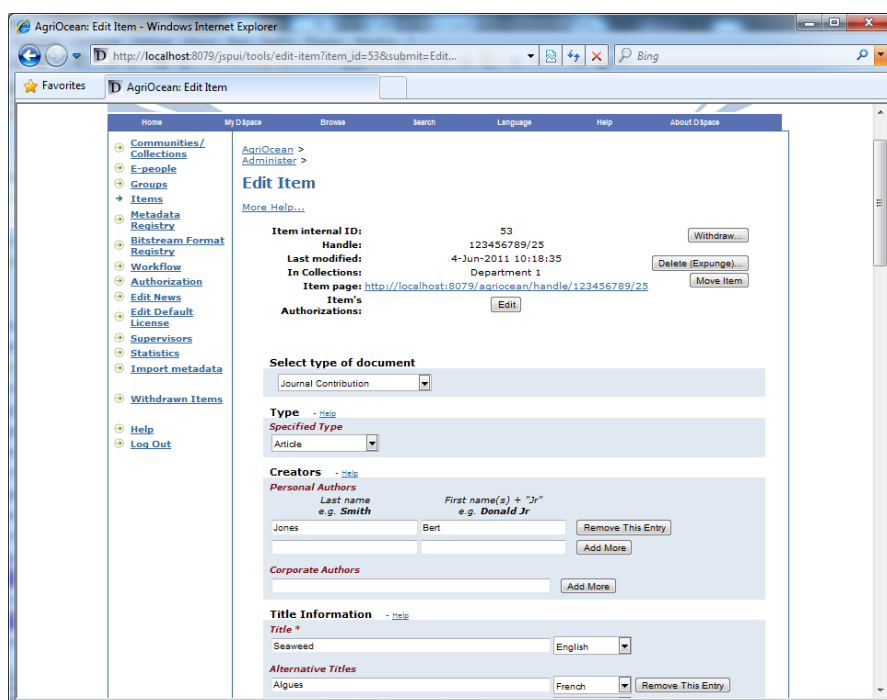 AgriOcean: Edit Item - Windows Internet Explorer
http://localhost:8079/jspui/tools/edit-item?item_id=53&submit=Edit...
Bing
Favorites
AgriOcean: Edit Item
Home My DSpace Browse Search Language Help About DSpace
Communities/
Collections
E-people
Groups
Items
Metadata
Registry
Bitstream Format
Registry
Workflow
Authorization
Edit News
Edit Default
License
Supervisors
Statistics
Import metadata
Withdrawn Items
Help
Log Out
AgriOcean >
Administer >
Edit Item
More Help...
Item internal ID: 53 Withdraw...
Handle: 123456789/25
Last modified: 4-Jun-2011 10:18:35 Delete (Expunge)...
In Collections: Department 1
Item page: http://localhost:8079/agriocean/handle/123456789/25 Move Item
Item's
Authorizations: Edit
Select type of document
Journal Contribution
Type - Help
Specified Type
Article
Creators - Help
Personal Authors
Last name First name(s) + "Jr"
e.g. Smith e.g. Donald Jr
Jones Bert Remove This Entry
Add More
Corporate Authors
Add More
Title Information - Help
Title *
Seaweed English
Alternative Titles
Algues French Remove This Entry